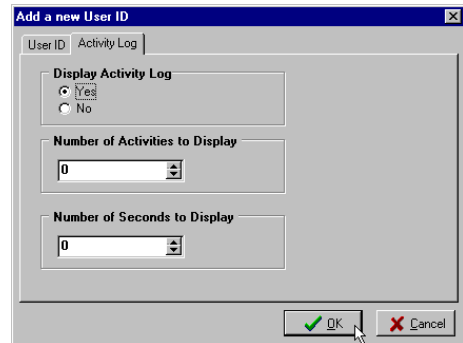 Add a new User ID
User ID Activity Log
Display Activity Log
Yes
No
Number of Activities to Display
0
Number of Seconds to Display
0
OK Cancel